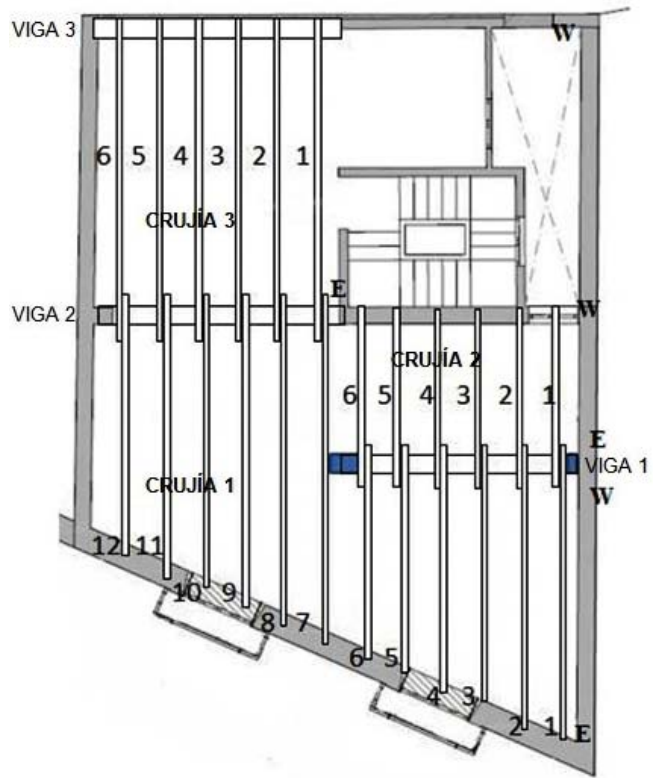 VIGA 3
W
6 5 4 3 2 1
CRUJÍA 3
E
VIGA 2
W
CRUJÍA 2
6 5 4 3 2 1
E
VIGA 1
W
CRUJÍA 1
12 11
10 9
8 7
6 5
4 3
2 1 E